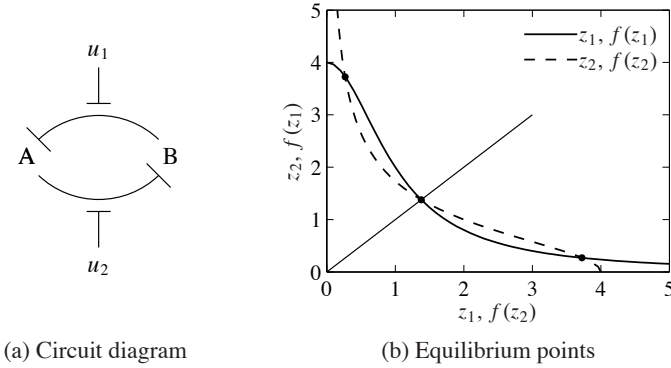 u₁
A
B
u₂
(a) Circuit diagram
5
4
3
2
1
0
z₂, f(z₁)
z₁, f(z₁)
z₂, f(z₂)
0 1 2 3 4 5
z₁, f(z₂)
(b) Equilibrium points